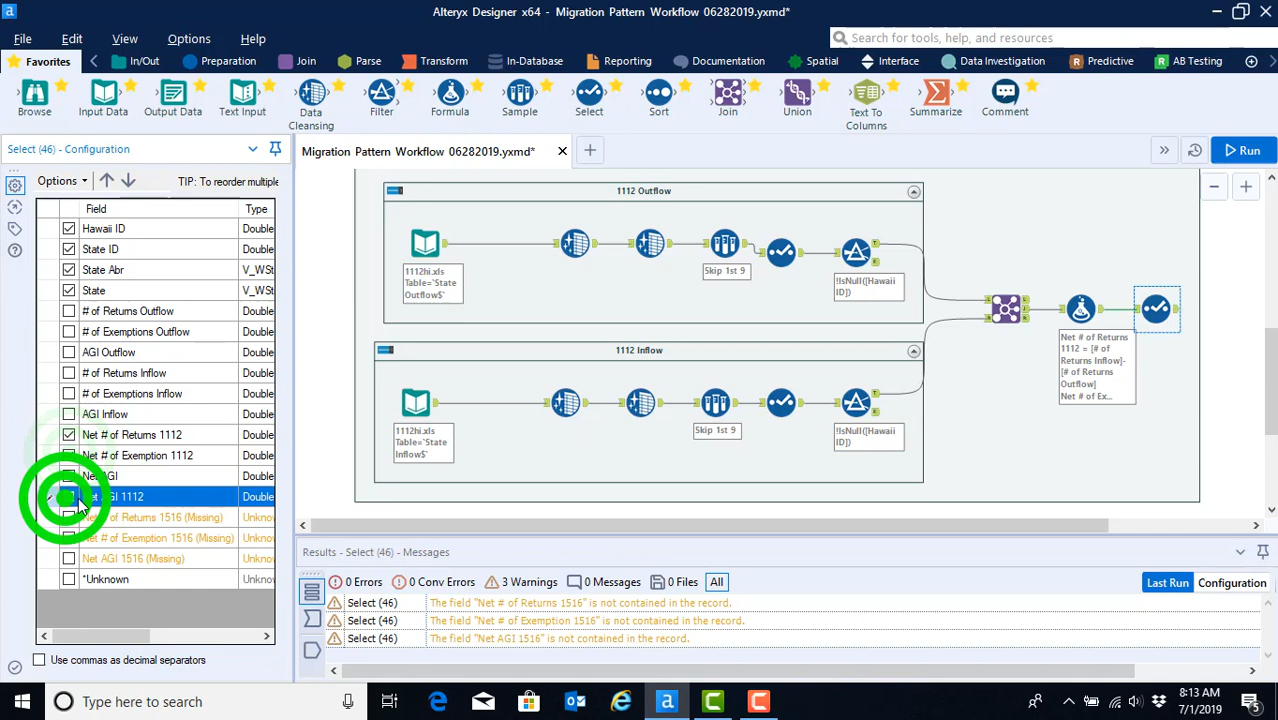 Alteryx Designer x64 - Migration Pattern Workflow 06282019.yxmd*
File Edit View Options Help
Search for tools, help, and resources
Favorites In/Out Preparation Join Parse Transform In-Database Reporting Documentation Spatial Interface Data Investigation Predictive AB Testing
Browse Input Data Output Data Text Input Data Cleansing Filter Formula Sample Select Sort Join Union Text To Columns Summarize Comment
Select (46) - Configuration
Migration Pattern Workflow 06282019.yxmd*
Run
Options TIP: To reorder multiple
Field Type
Hawaii ID Double
State ID Double
State Abr V_WSt
State V_WSt
# of Returns Outflow Double
# of Exemptions Outflow Double
AGI Outflow Double
# of Returns Inflow Double
# of Exemptions Inflow Double
AGI Inflow Double
Net # of Returns 1112 Double
Net # of Exemption 1112 Double
Net AGI Double
AGI 1112 Double
of Returns 1516 (Missing) Unkno
Net # of Exemption 1516 (Missing) Unkno
Net AGI 1516 (Missing) Unkno
*Unknown Unkno
Use commas as decimal separators
1112 Outflow
1112hi.xls
Table=`State
Outflow$`
Skip 1st 9
!IsNull([Hawaii
ID])
1112 Inflow
1112hi.xls
Table=`State
Inflow$`
Skip 1st 9
!IsNull([Hawaii
ID])
Net # of Returns
1112 = [# of
Returns Inflow]-
[# of Returns
Outflow]
Net # of Ex...
Results - Select (46) - Messages
0 Errors 0 Conv Errors 3 Warnings 0 Messages 0 Files All
Last Run Configuration
Select (46) The field "Net # of Returns 1516" is not contained in the record.
Select (46) The field "Net # of Exemption 1516" is not contained in the record.
Select (46) The field "Net AGI 1516" is not contained in the record.
Type here to search
8:13 AM
7/1/2019
5